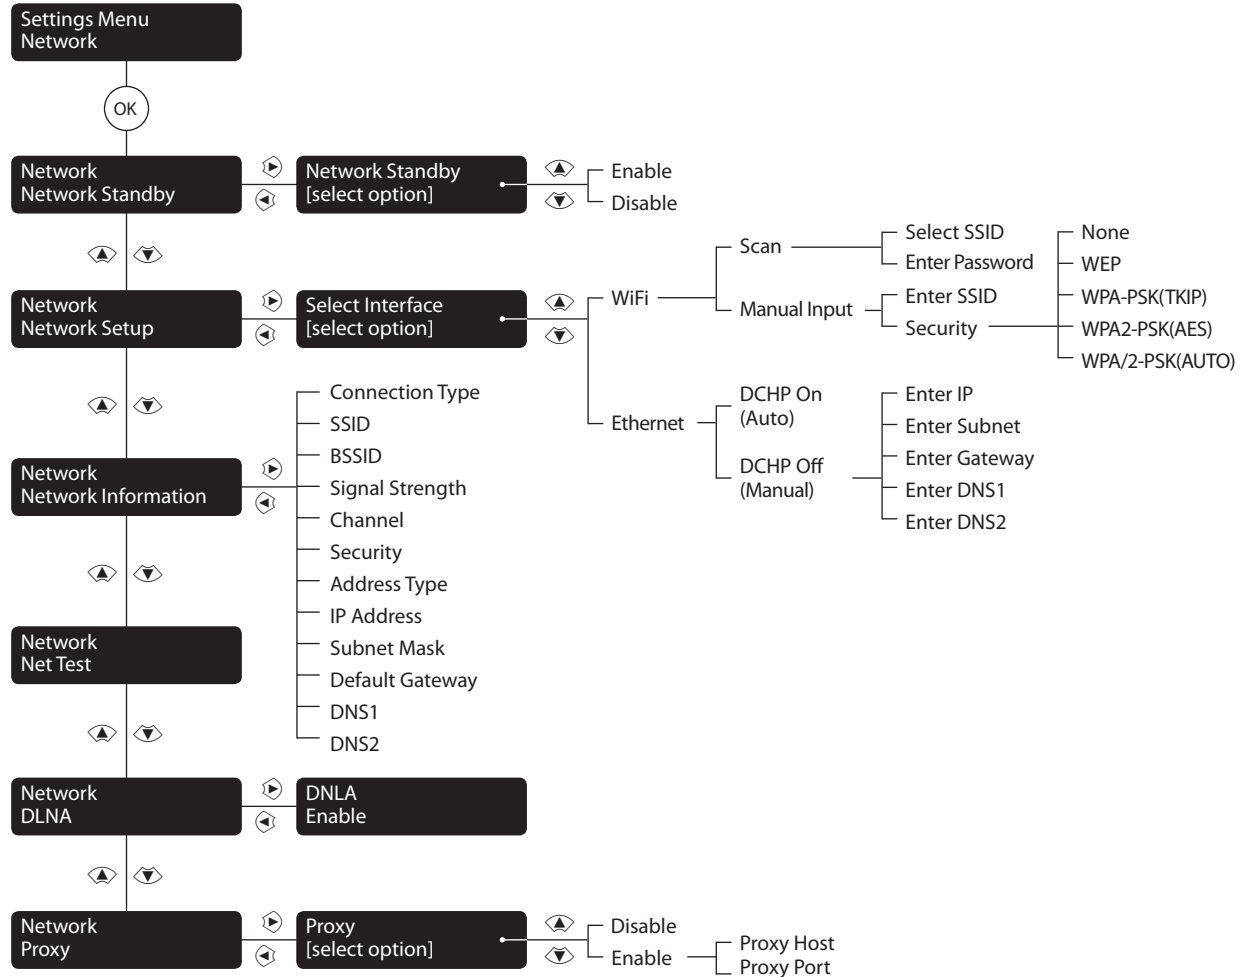 Settings Menu
Network
OK
Network
Network Standby
Network Standby
[select option]
Enable
Disable
Network
Network Setup
Select Interface
[select option]
WiFi
Scan
Select SSID
Enter Password
Manual Input
Enter SSID
Security
None
WEP
WPA-PSK(TKIP)
WPA2-PSK(AES)
WPA/2-PSK(AUTO)
Ethernet
DCHP On
(Auto)
DCHP Off
(Manual)
Enter IP
Enter Subnet
Enter Gateway
Enter DNS1
Enter DNS2
Network
Network Information
Connection Type
SSID
BSSID
Signal Strength
Channel
Security
Address Type
IP Address
Subnet Mask
Default Gateway
DNS1
DNS2
Network
Net Test
Network
DLNA
DNLA
Enable
Network
Proxy
Proxy
[select option]
Disable
Enable
Proxy Host
Proxy Port